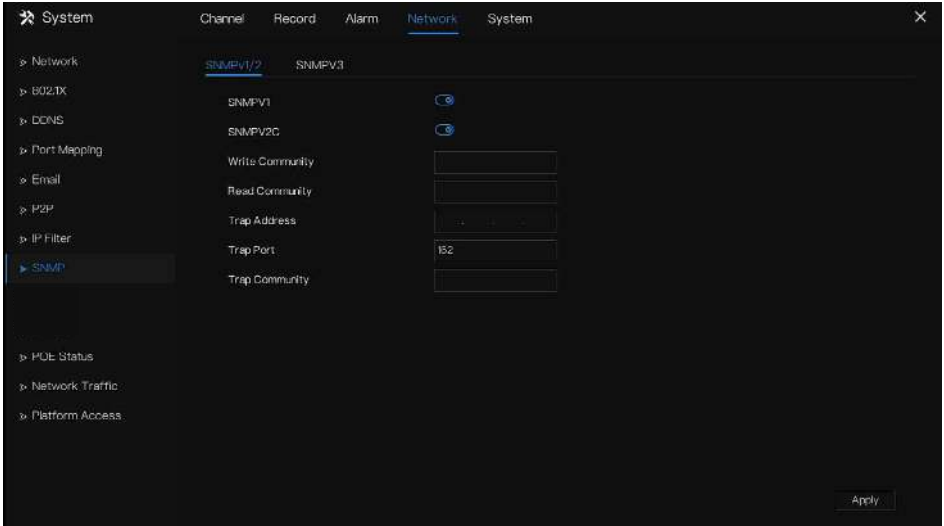 System
Channel Record Alarm Network System
Network
802.1X
DDNS
Port Mapping
Email
P2P
IP Filter
SNMP
POE Status
Network Traffic
Platform Access
SNMPV1/2 SNMPV3
SNMPV1
SNMPV2C
Write Community
Read Community
Trap Address
Trap Port 162
Trap Community
Apply